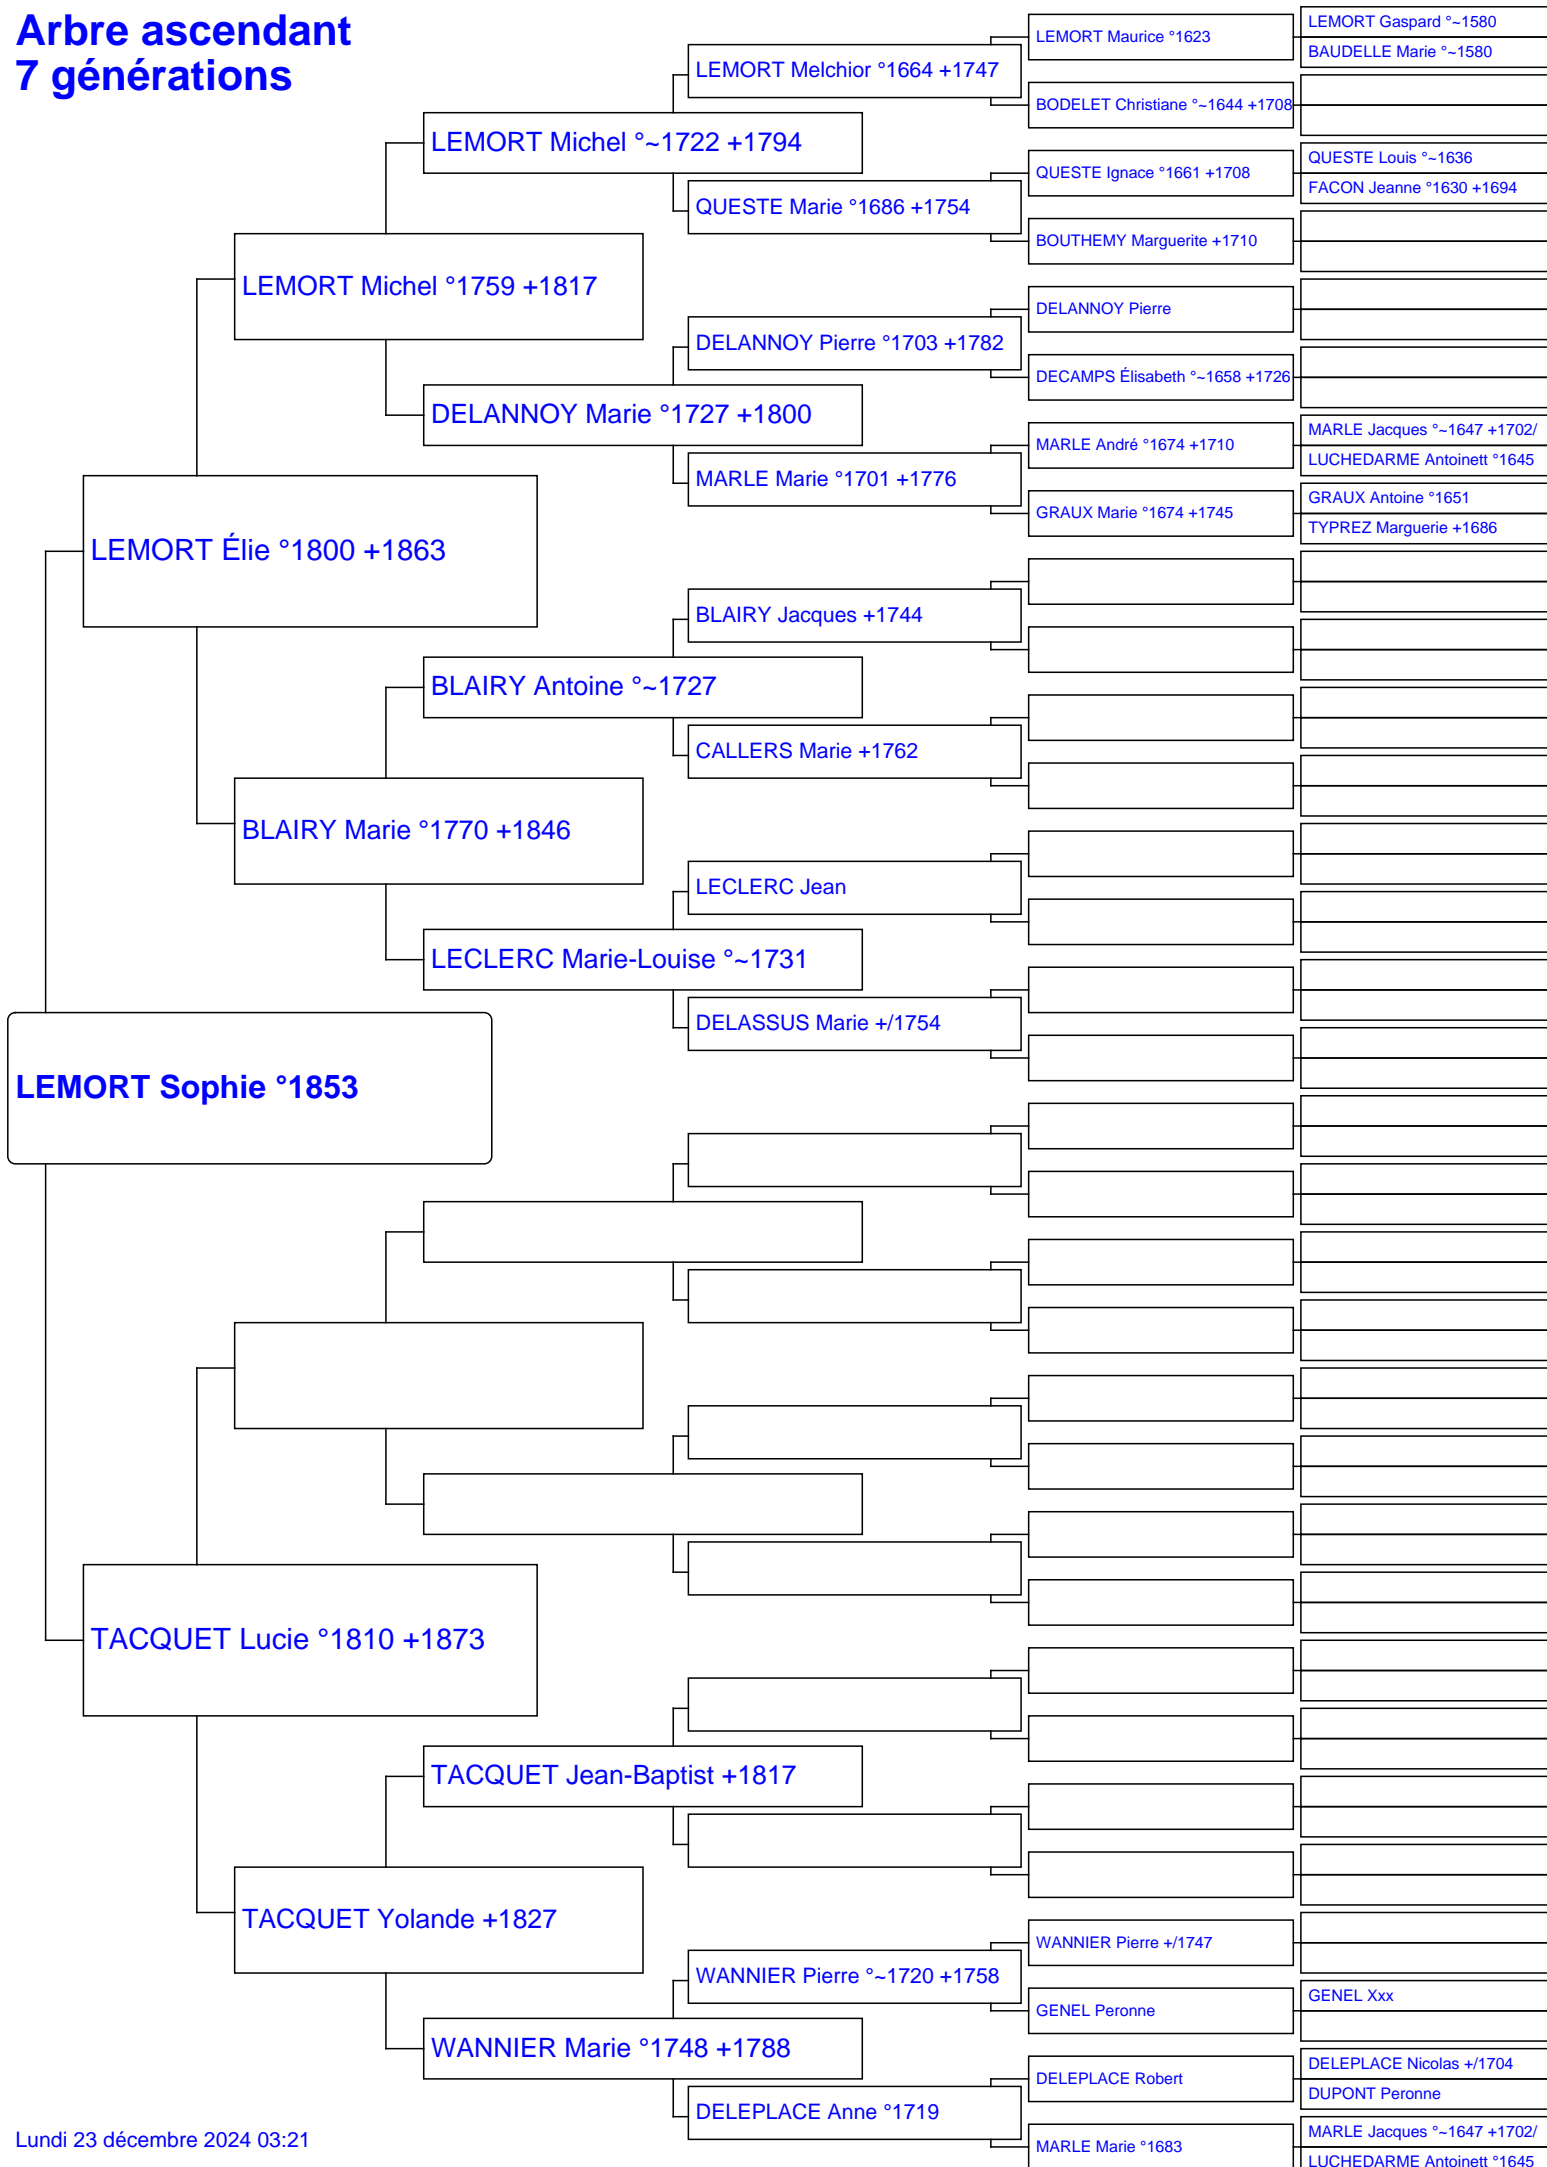 Arbre ascendant
7 générations
LEMORT Gaspard °~1580
LEMORT Maurice °1623
BAUDELLE Marie °~1580
LEMORT Melchior °1664 +1747
BODELET Christiane °~1644 +1708
LEMORT Michel °~1722 +1794
QUESTE Louis °~1636
QUESTE Ignace °1661 +1708
FACON Jeanne °1630 +1694
QUESTE Marie °1686 +1754
BOUTHEMY Marguerite +1710
LEMORT Michel °1759 +1817
DELANNOY Pierre
DELANNOY Pierre °1703 +1782
DECAMPS Élisabeth °~1658 +1726
DELANNOY Marie °1727 +1800
MARLE Jacques °~1647 +1702/
MARLE André °1674 +1710
LUCHEDARME Antoinett °1645
MARLE Marie °1701 +1776
GRAUX Antoine °1651
GRAUX Marie °1674 +1745
TYPREZ Marguerie +1686
LEMORT Élie °1800 +1863
BLAIRY Jacques +1744
BLAIRY Antoine °~1727
CALLERS Marie +1762
BLAIRY Marie °1770 +1846
LECLERC Jean
LECLERC Marie-Louise °~1731
DELASSUS Marie +/1754
LEMORT Sophie °1853
TACQUET Lucie °1810 +1873
TACQUET Jean-Baptist +1817
TACQUET Yolande +1827
WANNIER Pierre +/1747
WANNIER Pierre °~1720 +1758
GENEL Xxx
GENEL Peronne
WANNIER Marie °1748 +1788
DELEPLACE Nicolas +/1704
DELEPLACE Robert
DUPONT Peronne
DELEPLACE Anne °1719
MARLE Jacques °~1647 +1702/
MARLE Marie °1683
LUCHEDARME Antoinett °1645
Lundi 23 décembre 2024 03:21